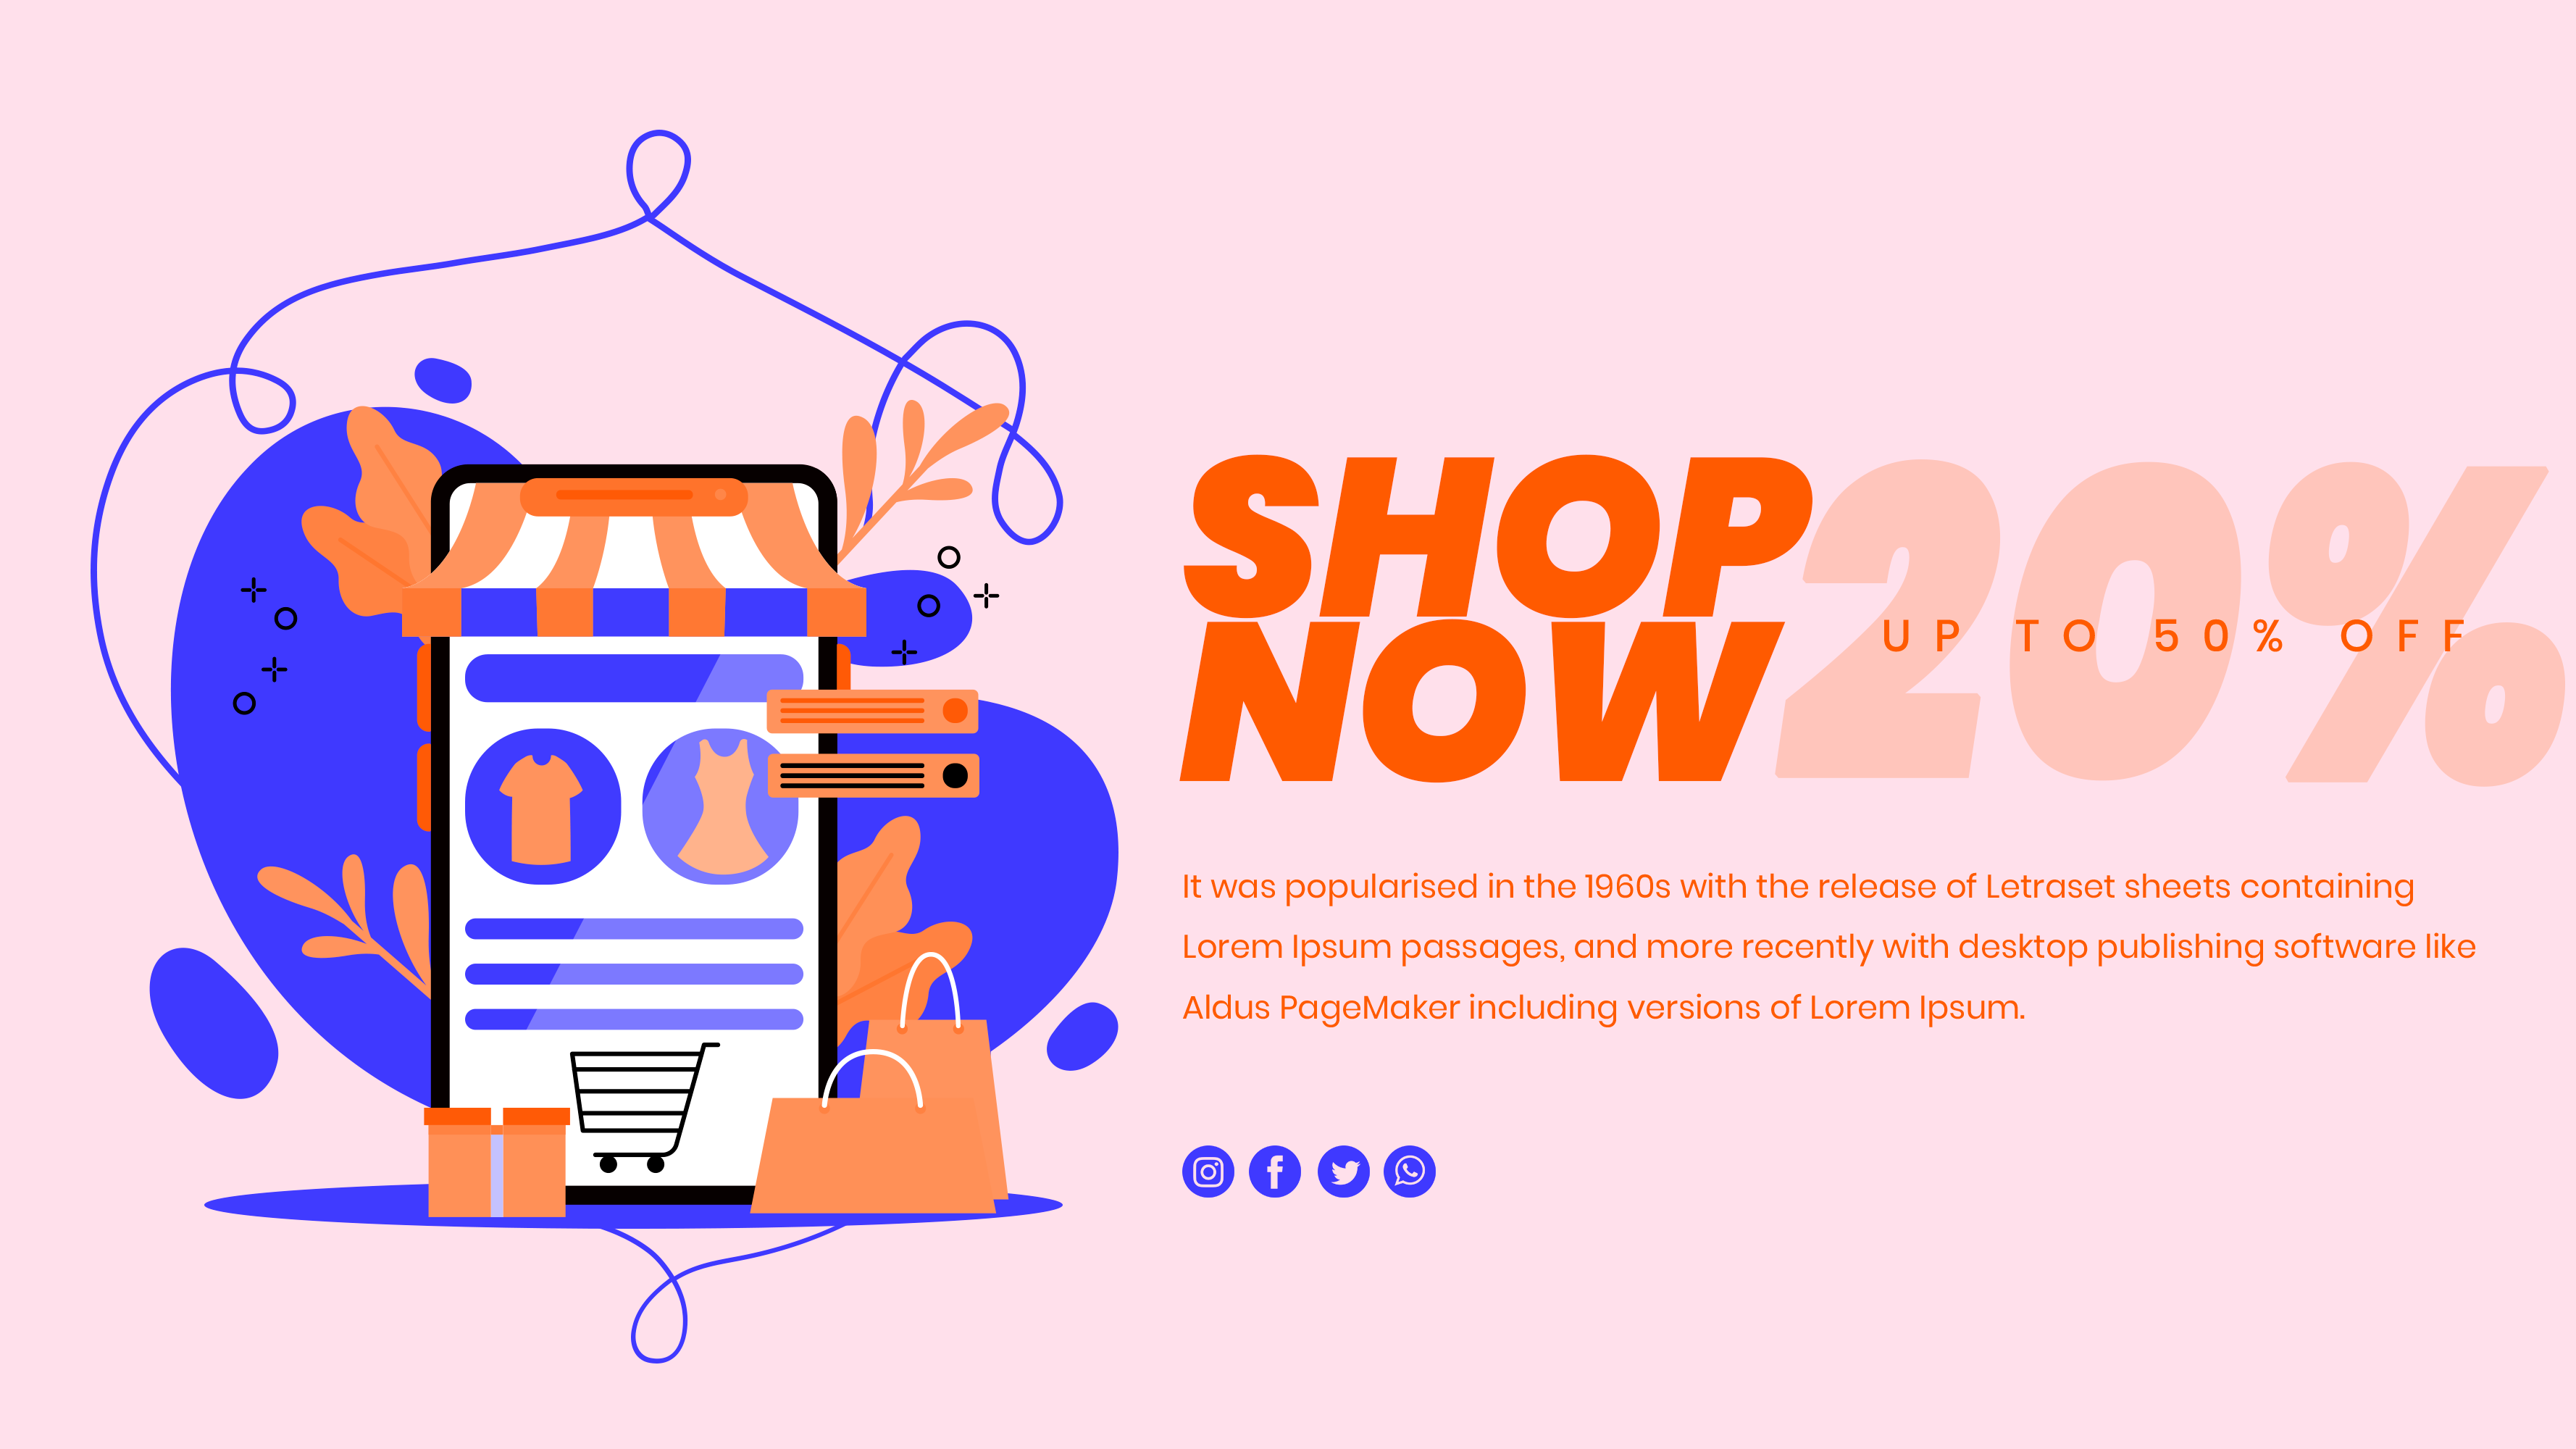 SHOP
NOW
20%
UP TO 50% OFF
It was popularised in the 1960s with the release of Letraset sheets containing
Lorem Ipsum passages, and more recently with desktop publishing software like
Aldus PageMaker including versions of Lorem Ipsum.